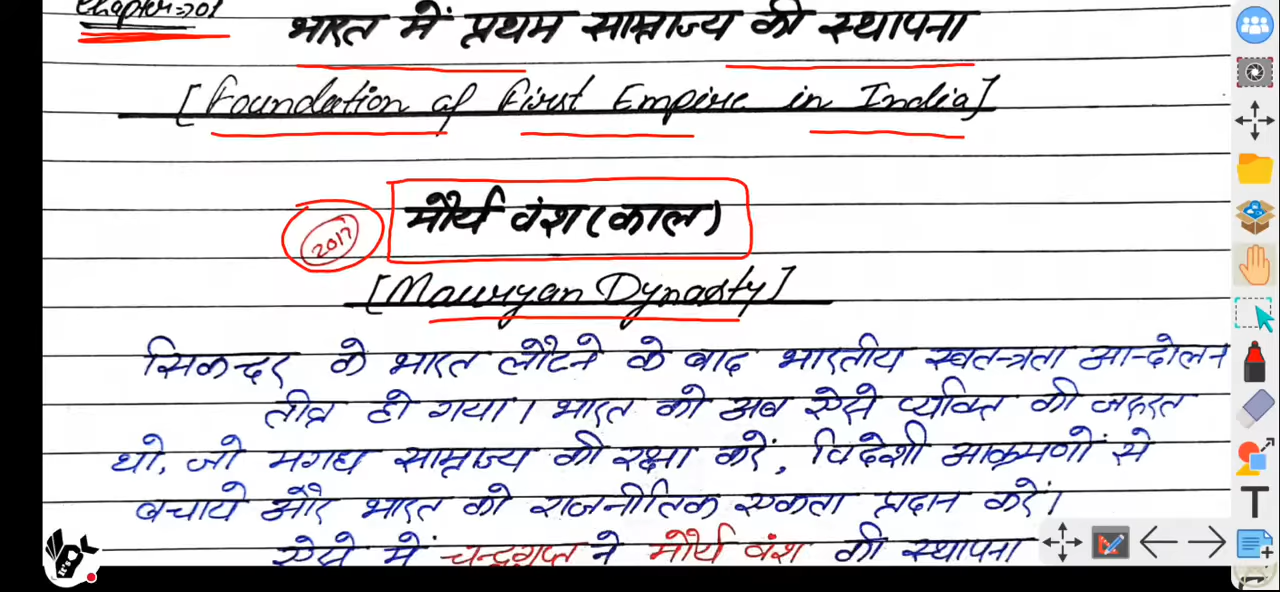 Chapter⇒01
भारत में प्रथम साम्राज्य की स्थापना
[Foundation of First Empire in India]
2017 मौर्य वंश (काल)
[Mauryan Dynasty]
सिकन्दर के भारत लौटने के बाद भारतीय स्वतन्त्रता आन्दोलन
तीव्र हो गया। भारत को अब ऐसे व्यक्ति की जरूरत
थी, जो मगध साम्राज्य की रक्षा करें, विदेशी आक्रमणों से
बचाये और भारत को राजनीतिक एकता प्रदान करें।
ऐसे में चन्द्रगुप्त ने मौर्य वंश की स्थापना
T